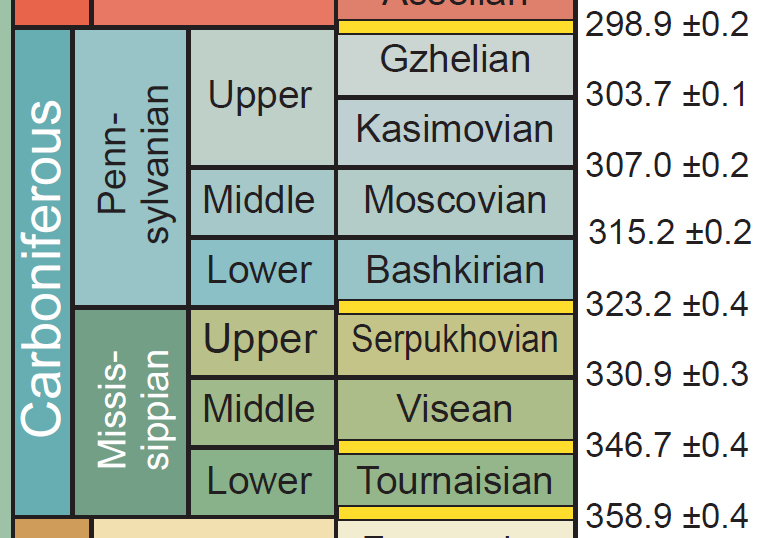 Asselian
298.9 ±0.2
Carboniferous
Penn-
sylvanian
Upper
Gzhelian
303.7 ±0.1
Kasimovian
307.0 ±0.2
Middle
Moscovian
315.2 ±0.2
Lower
Bashkirian
323.2 ±0.4
Missis-
sippian
Upper
Serpukhovian
330.9 ±0.3
Middle
Visean
346.7 ±0.4
Lower
Tournaisian
358.9 ±0.4